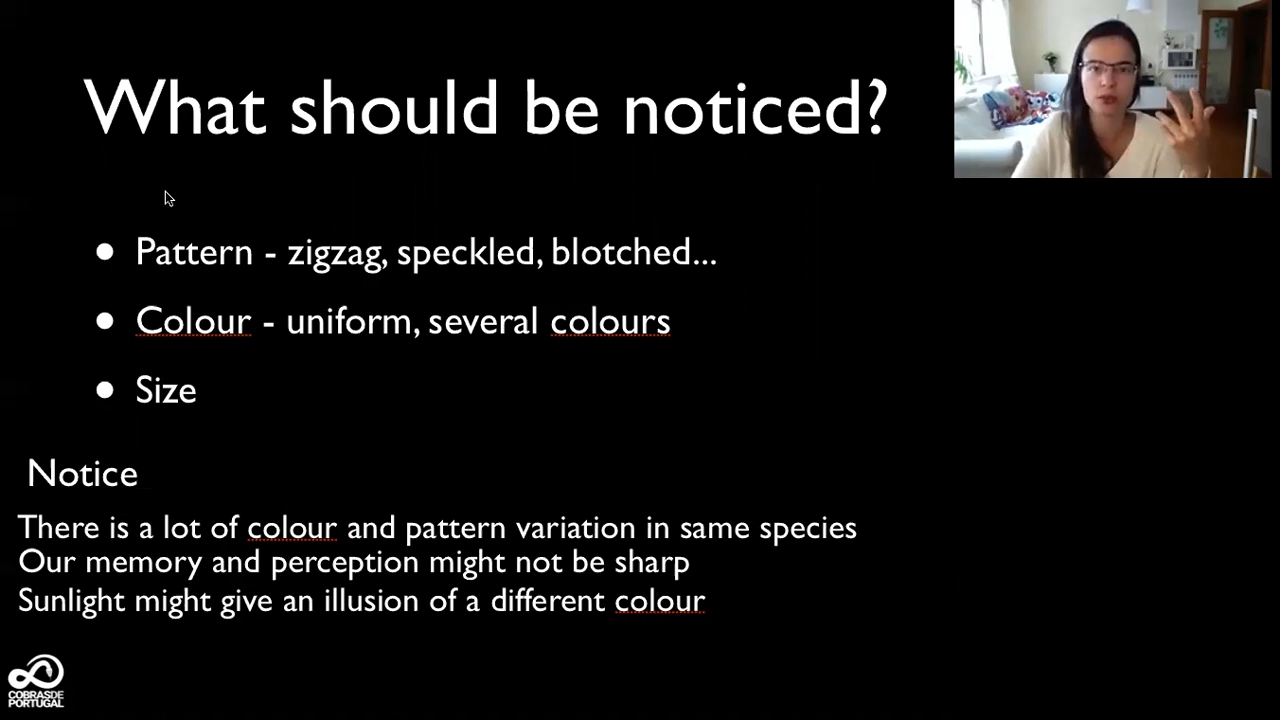 What should be noticed?
Pattern - zigzag, speckled, blotched...
Colour - uniform, several colours
Size
Notice
There is a lot of colour and pattern variation in same species
Our memory and perception might not be sharp
Sunlight might give an illusion of a different colour
COBRASDE
PORTUGAL